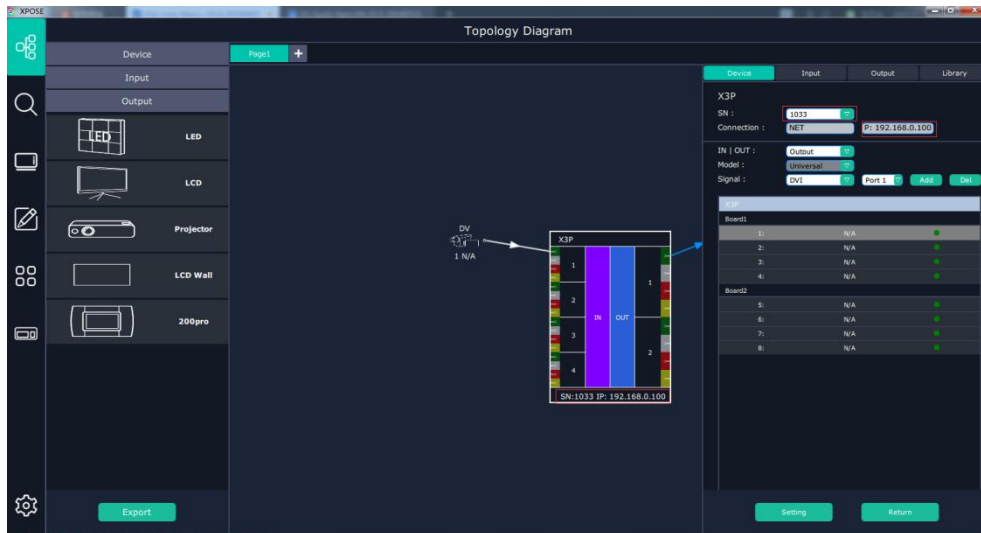 XPOSE
Topology Diagram
Device
Input
Output
LED
LED
LCD
Projector
LCD Wall
200pro
Export
Page1 +
DV
1 N/A
X3P
1
2
3
4
IN
OUT
1
2
SN:1033 IP: 192.168.0.100
Device Input Output Library
X3P
SN : 1033
Connection : NET P: 192.168.0.100
IN | OUT : Output
Model : Universal
Signal : DVI Port 1 Add Del
X3P
Board1
1: N/A
2: N/A
3: N/A
4: N/A
Board2
5: N/A
6: N/A
7: N/A
8: N/A
Setting Return